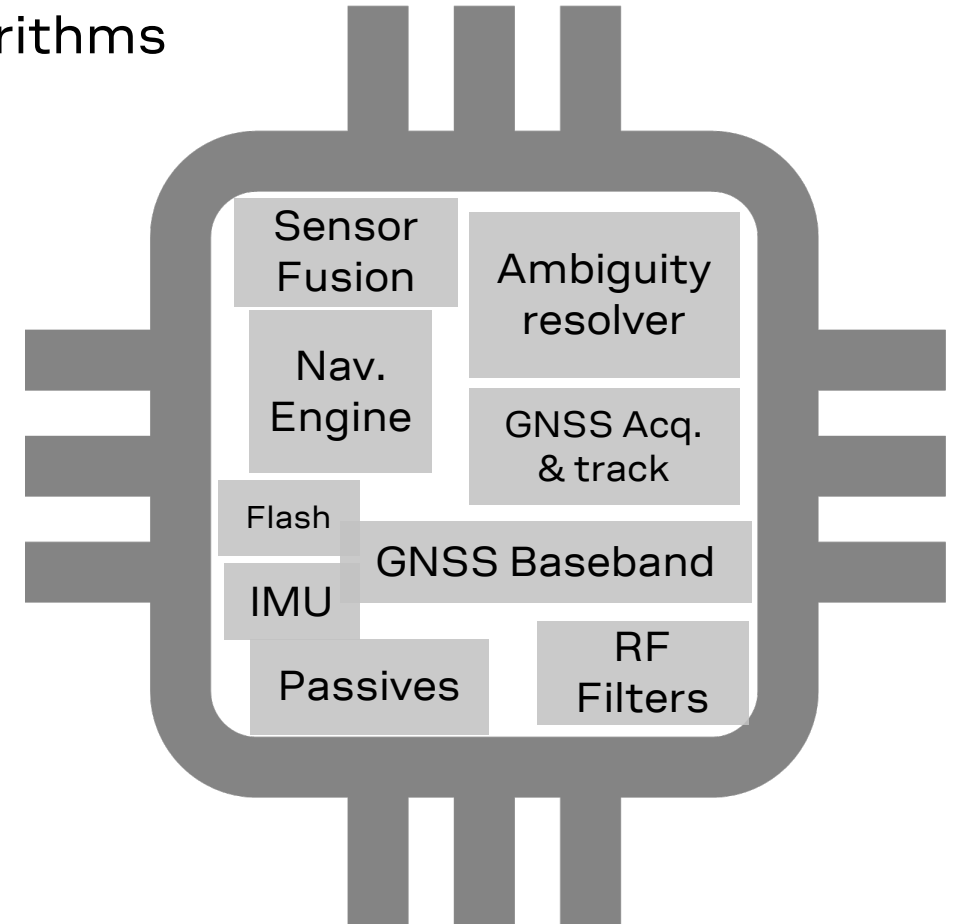 rithms
Sensor
Fusion
Ambiguity
resolver
Nav.
Engine
GNSS Acq.
& track
Flash
GNSS Baseband
IMU
RF
Filters
Passives